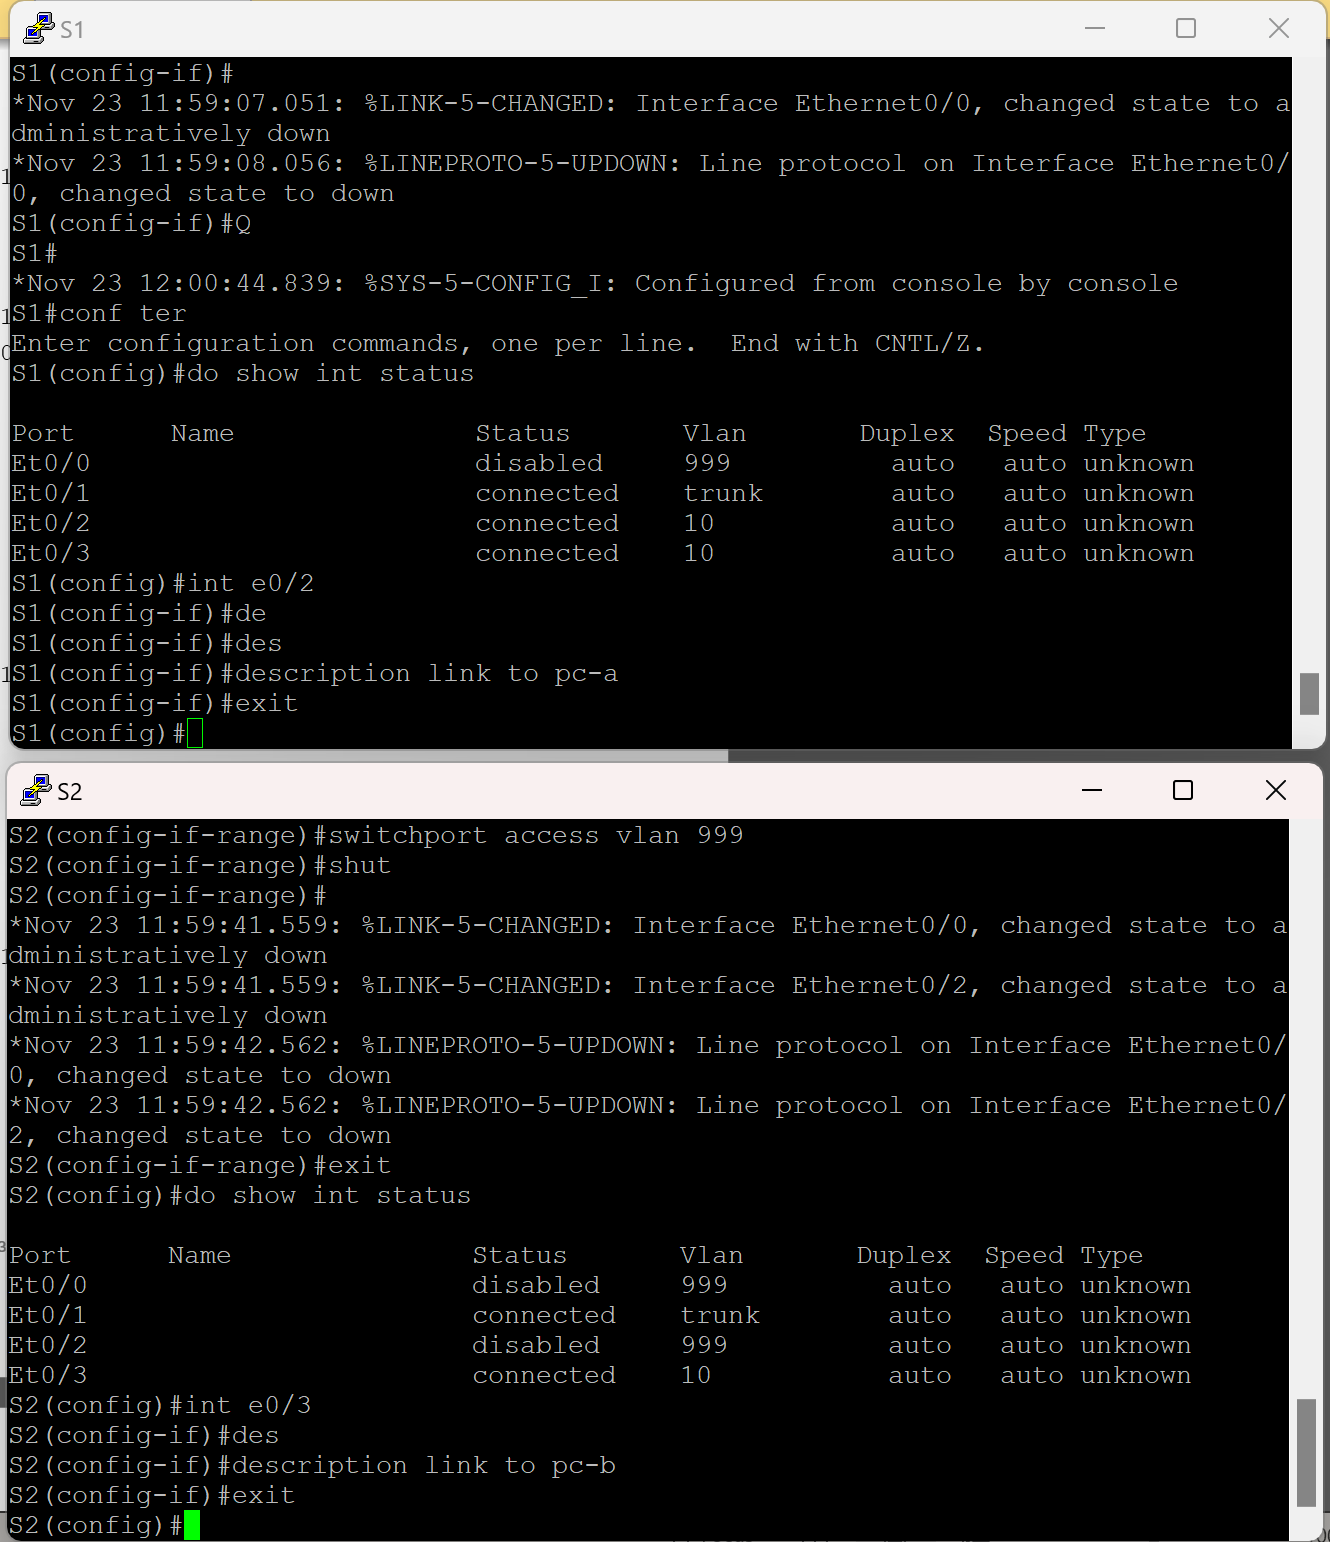 S1
S1(config-if)#
*Nov 23 11:59:07.051: %LINK-5-CHANGED: Interface Ethernet0/0, changed state to a
dministratively down
*Nov 23 11:59:08.056: %LINEPROTO-5-UPDOWN: Line protocol on Interface Ethernet0/
0, changed state to down
S1(config-if)#Q
S1#
*Nov 23 12:00:44.839: %SYS-5-CONFIG_I: Configured from console by console
S1#conf ter
Enter configuration commands, one per line.  End with CNTL/Z.
S1(config)#do show int status
Port      Name               Status       Vlan       Duplex  Speed Type
Et0/0                        disabled     999          auto   auto unknown
Et0/1                        connected    trunk        auto   auto unknown
Et0/2                        connected    10           auto   auto unknown
Et0/3                        connected    10           auto   auto unknown
S1(config)#int e0/2
S1(config-if)#de
S1(config-if)#des
S1(config-if)#description link to pc-a
S1(config-if)#exit
S1(config)#
S2
S2(config-if-range)#switchport access vlan 999
S2(config-if-range)#shut
S2(config-if-range)#
*Nov 23 11:59:41.559: %LINK-5-CHANGED: Interface Ethernet0/0, changed state to a
dministratively down
*Nov 23 11:59:41.559: %LINK-5-CHANGED: Interface Ethernet0/2, changed state to a
dministratively down
*Nov 23 11:59:42.562: %LINEPROTO-5-UPDOWN: Line protocol on Interface Ethernet0/
0, changed state to down
*Nov 23 11:59:42.562: %LINEPROTO-5-UPDOWN: Line protocol on Interface Ethernet0/
2, changed state to down
S2(config-if-range)#exit
S2(config)#do show int status
Port      Name               Status       Vlan       Duplex  Speed Type
Et0/0                        disabled     999          auto   auto unknown
Et0/1                        connected    trunk        auto   auto unknown
Et0/2                        disabled     999          auto   auto unknown
Et0/3                        connected    10           auto   auto unknown
S2(config)#int e0/3
S2(config-if)#des
S2(config-if)#description link to pc-b
S2(config-if)#exit
S2(config)#